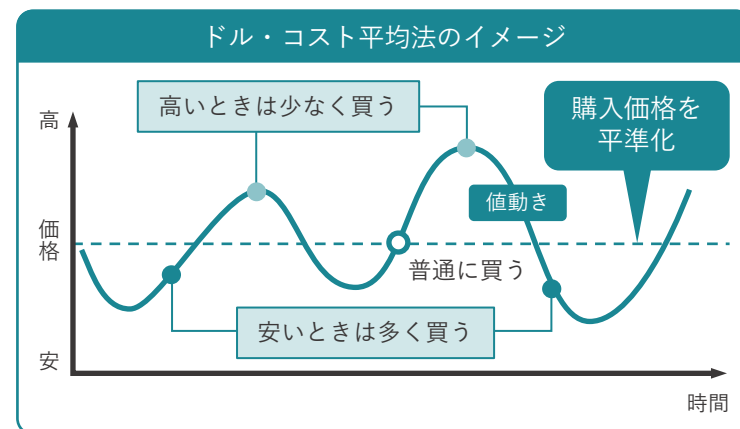 ドル・コスト平均法のイメージ
高いときは少なく買う
購入価格を
平準化
高
値動き
価格
普通に買う
安いときは多く買う
安
時間